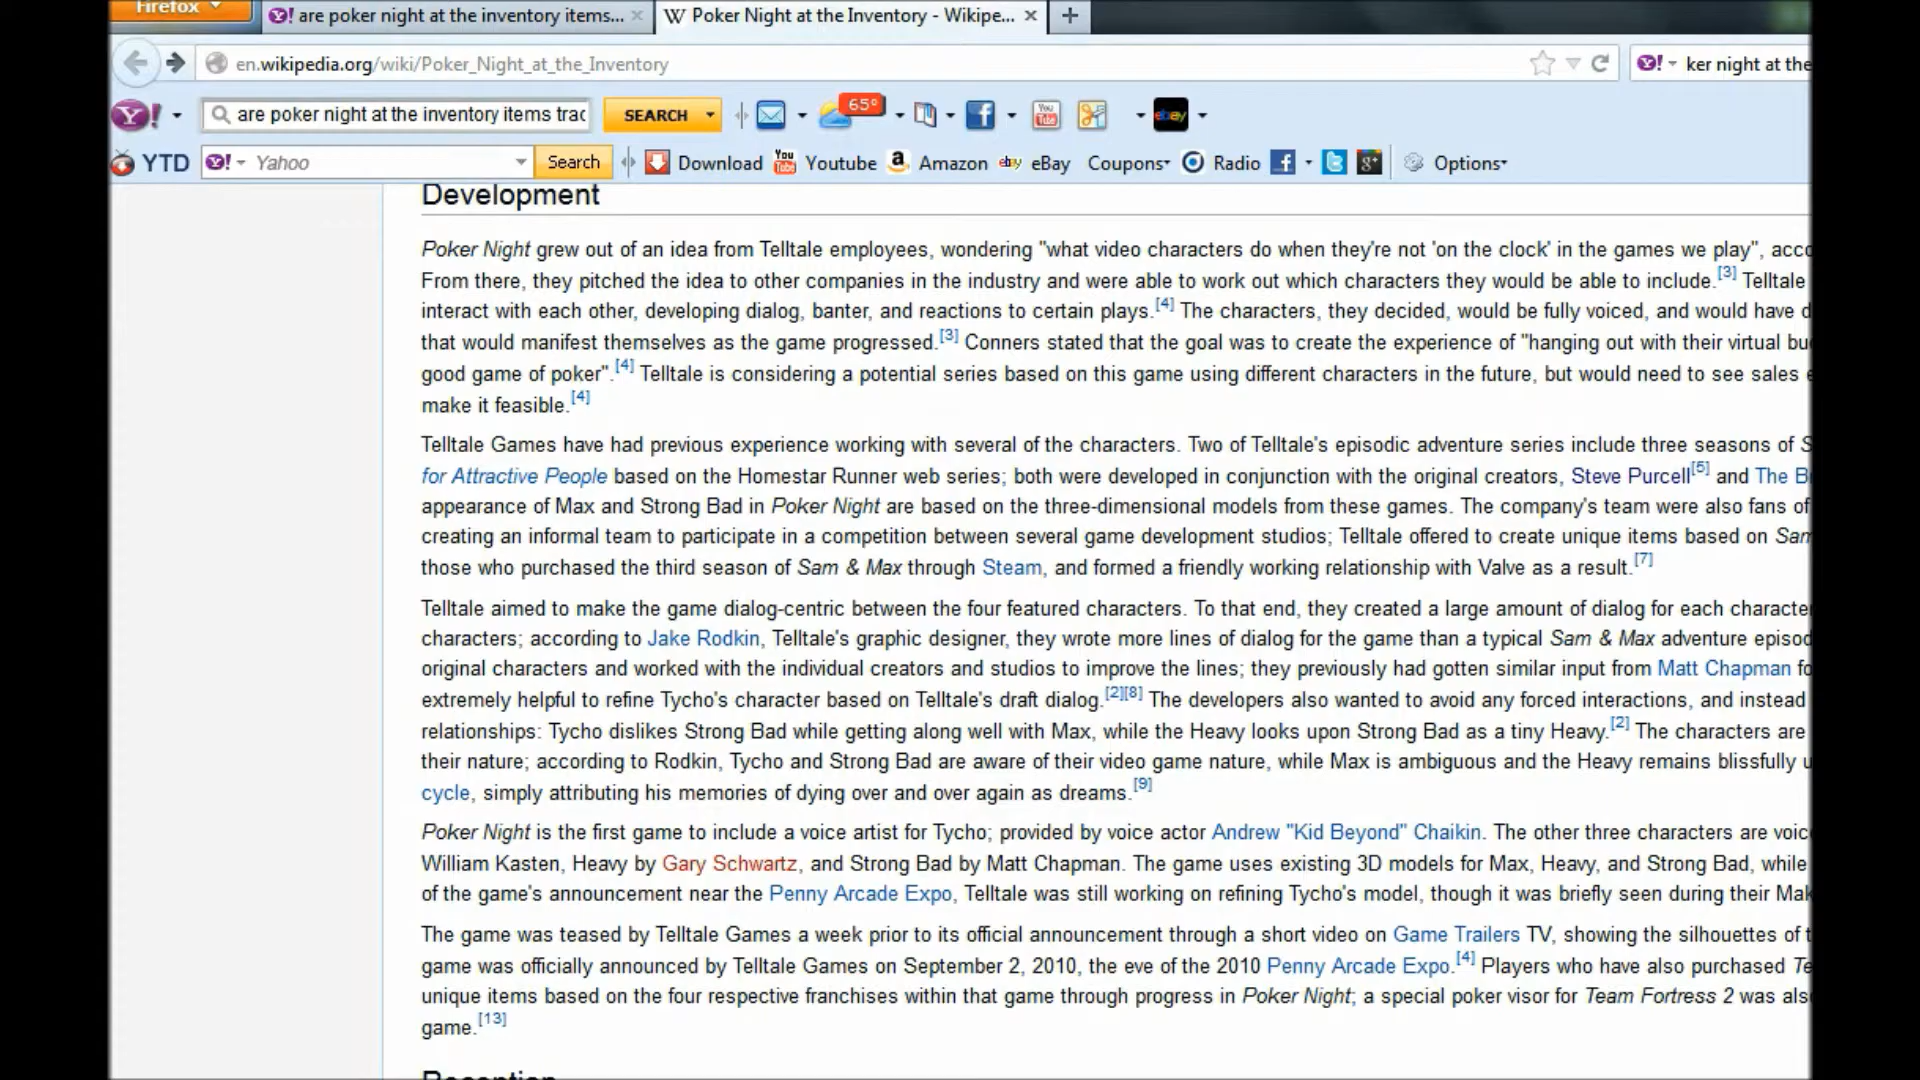 Firefox
Y! are poker night at the inventory items... ×
W Poker Night at the Inventory - Wikipe... ×
en.wikipedia.org/wiki/Poker_Night_at_the_Inventory
Y! ker night at the
Y! are poker night at the inventory items trac SEARCH 65° You Tube ebay
YTD Y! Yahoo Search Download You Tube Youtube a Amazon ebay eBay Coupons Radio Options
Development
Poker Night grew out of an idea from Telltale employees, wondering "what video characters do when they're not 'on the clock' in the games we play", acco
From there, they pitched the idea to other companies in the industry and were able to work out which characters they would be able to include.[3] Telltale
interact with each other, developing dialog, banter, and reactions to certain plays.[4] The characters, they decided, would be fully voiced, and would have d
that would manifest themselves as the game progressed.[3] Conners stated that the goal was to create the experience of "hanging out with their virtual bu
good game of poker".[4] Telltale is considering a potential series based on this game using different characters in the future, but would need to see sales
make it feasible.[4]
Telltale Games have had previous experience working with several of the characters. Two of Telltale's episodic adventure series include three seasons of S
for Attractive People based on the Homestar Runner web series; both were developed in conjunction with the original creators, Steve Purcell[5] and The B
appearance of Max and Strong Bad in Poker Night are based on the three-dimensional models from these games. The company's team were also fans of
creating an informal team to participate in a competition between several game development studios; Telltale offered to create unique items based on Sam
those who purchased the third season of Sam & Max through Steam, and formed a friendly working relationship with Valve as a result.[7]
Telltale aimed to make the game dialog-centric between the four featured characters. To that end, they created a large amount of dialog for each character
characters; according to Jake Rodkin, Telltale's graphic designer, they wrote more lines of dialog for the game than a typical Sam & Max adventure episod
original characters and worked with the individual creators and studios to improve the lines; they previously had gotten similar input from Matt Chapman fo
extremely helpful to refine Tycho's character based on Telltale's draft dialog.[2][8] The developers also wanted to avoid any forced interactions, and instead
relationships: Tycho dislikes Strong Bad while getting along well with Max, while the Heavy looks upon Strong Bad as a tiny Heavy.[2] The characters are
their nature; according to Rodkin, Tycho and Strong Bad are aware of their video game nature, while Max is ambiguous and the Heavy remains blissfully u
cycle, simply attributing his memories of dying over and over again as dreams.[9]
Poker Night is the first game to include a voice artist for Tycho; provided by voice actor Andrew "Kid Beyond" Chaikin. The other three characters are voic
William Kasten, Heavy by Gary Schwartz, and Strong Bad by Matt Chapman. The game uses existing 3D models for Max, Heavy, and Strong Bad, while
of the game's announcement near the Penny Arcade Expo, Telltale was still working on refining Tycho's model, though it was briefly seen during their Mak
The game was teased by Telltale Games a week prior to its official announcement through a short video on Game Trailers TV, showing the silhouettes of t
game was officially announced by Telltale Games on September 2, 2010, the eve of the 2010 Penny Arcade Expo.[4] Players who have also purchased Te
unique items based on the four respective franchises within that game through progress in Poker Night; a special poker visor for Team Fortress 2 was als
game.[13]
Reception